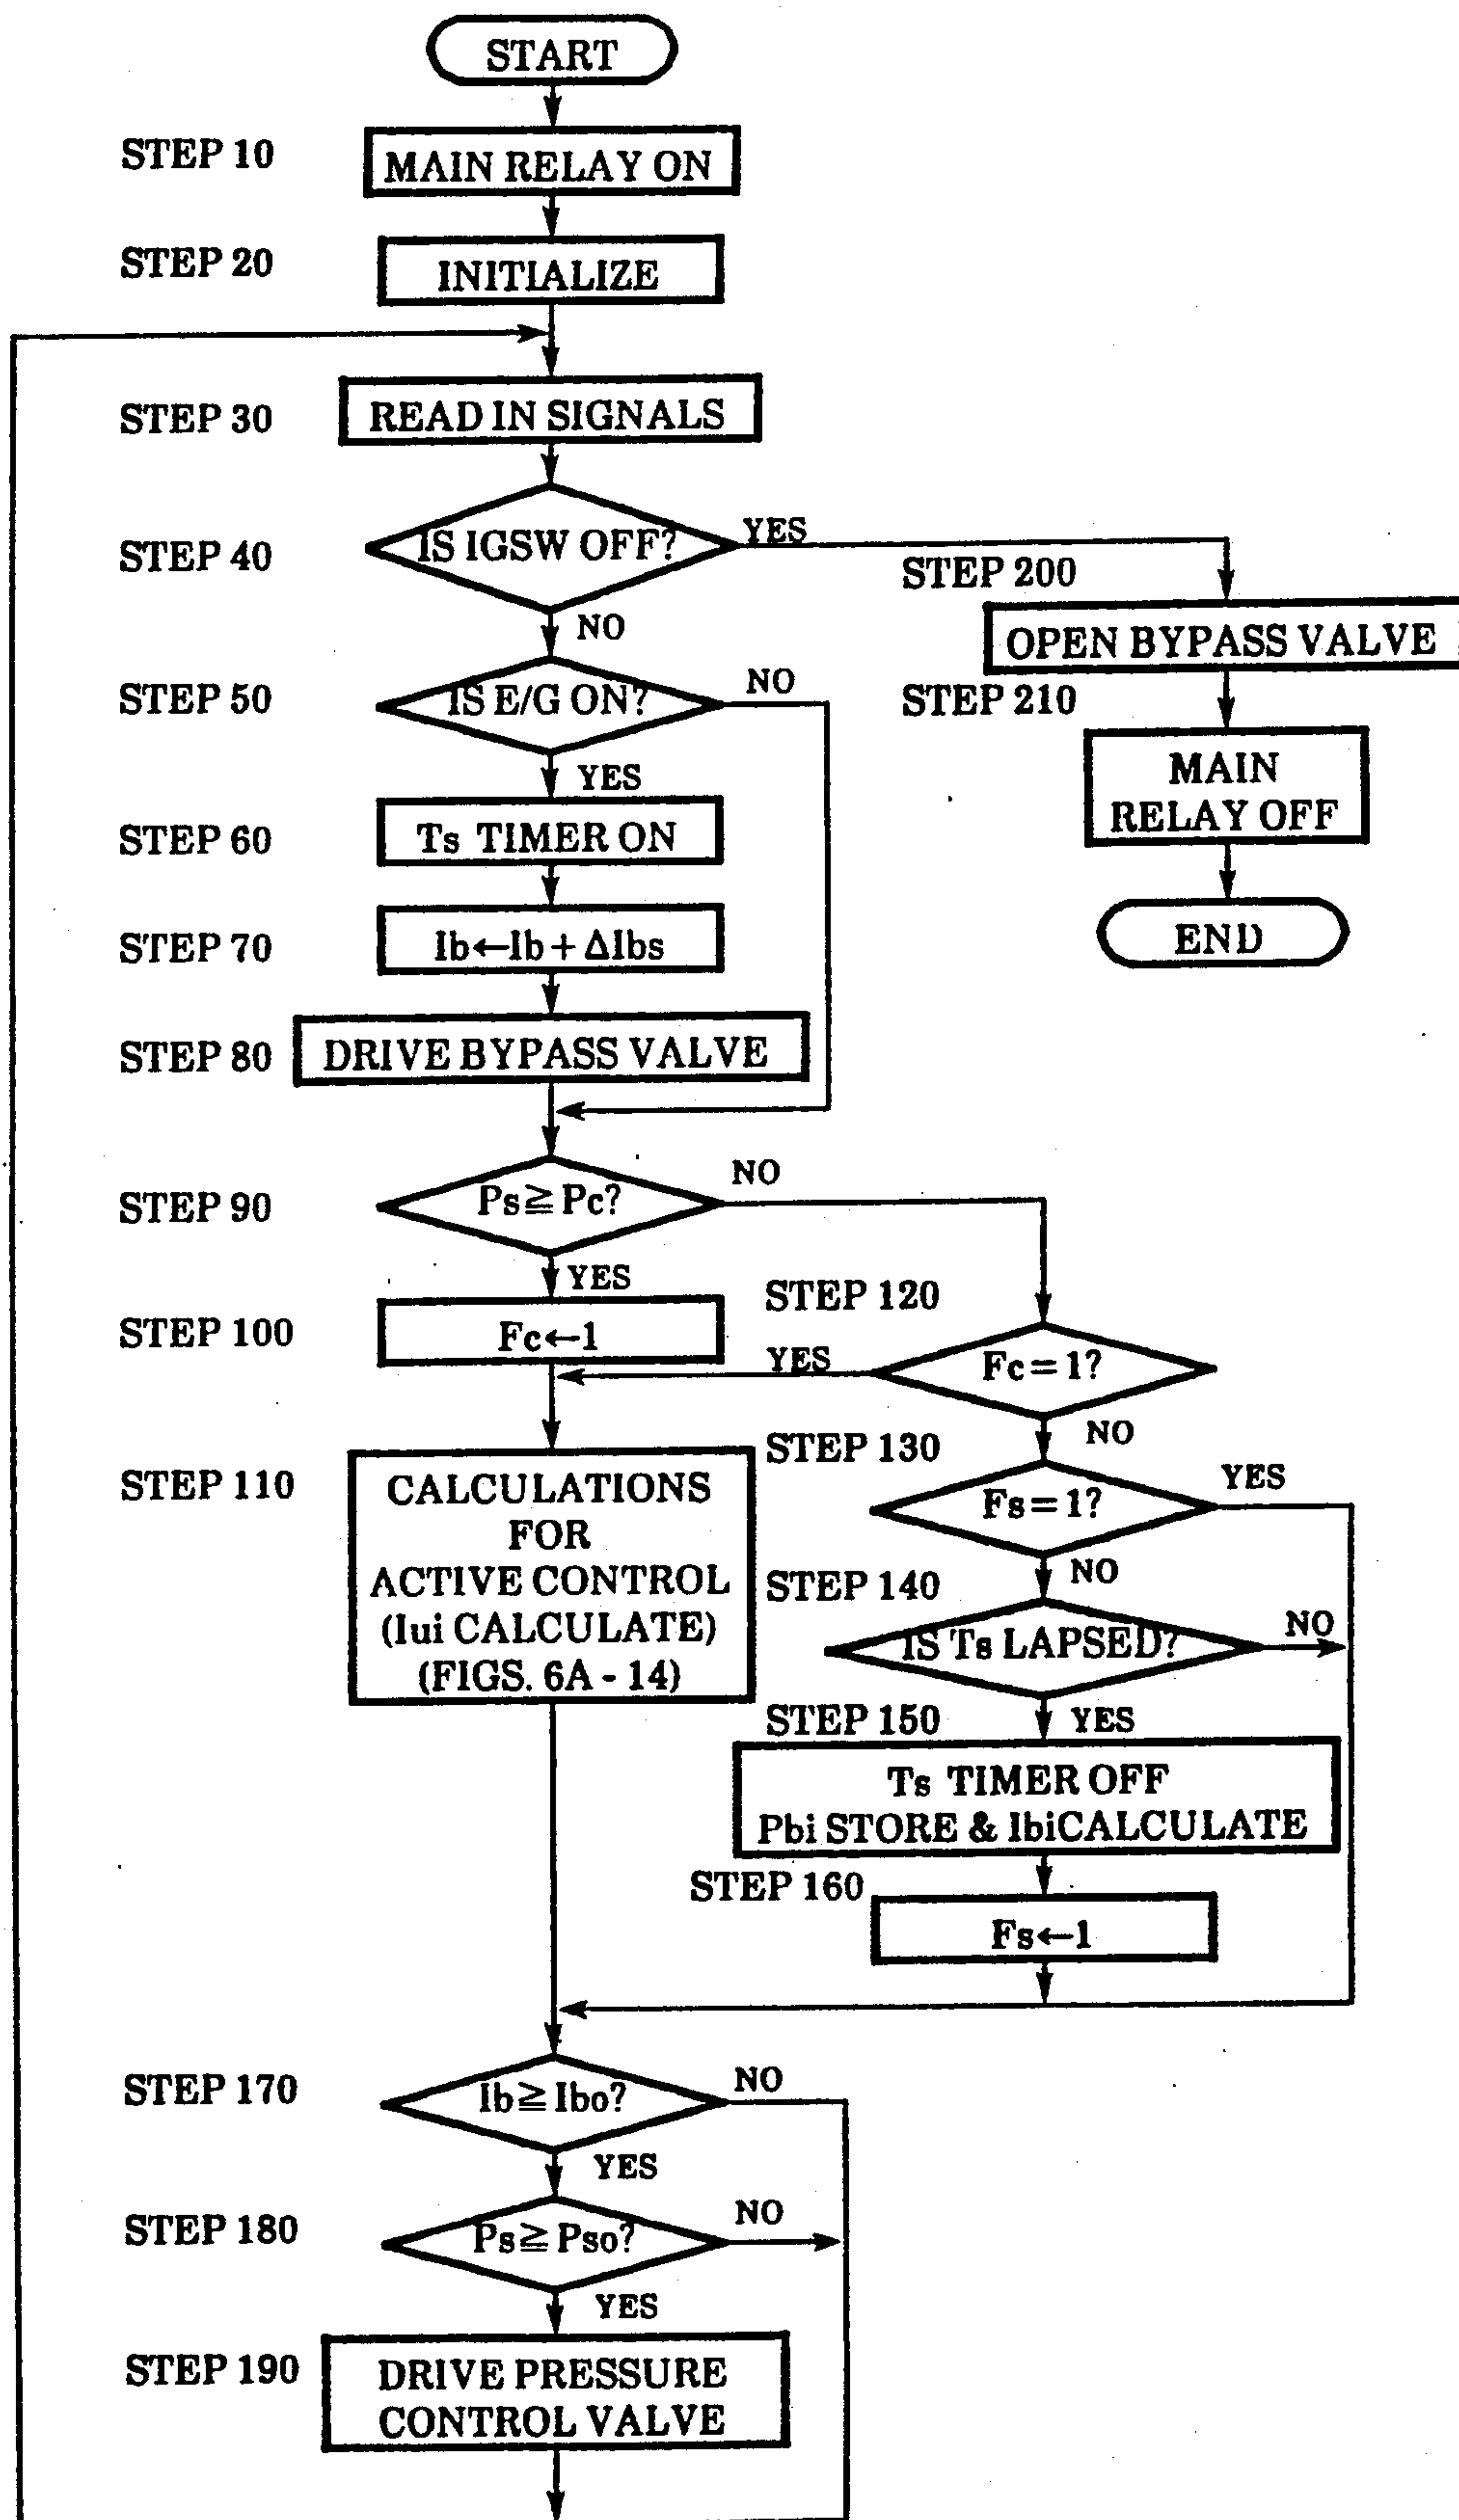 START
STEP 10
MAIN RELAY ON
STEP 20
INITIALIZE
STEP 30
READ IN SIGNALS
STEP 40
IS IGSW OFF?
YES
NO
STEP 200
OPEN BYPASS VALVE
STEP 50
IS E/G ON?
NO
YES
STEP 210
MAIN
RELAY OFF
STEP 60
Ts TIMER ON
STEP 70
Ib←Ib + ΔIbs
END
STEP 80
DRIVE BYPASS VALVE
STEP 90
Ps≧Pc?
NO
YES
STEP 100
Fc←1
STEP 120
YES
Fc = 1?
NO
STEP 110
CALCULATIONS
FOR
ACTIVE CONTROL
(Iui CALCULATE)
(FIGS. 6A - 14)
STEP 130
Fs = 1?
YES
NO
STEP 140
IS Ts LAPSED?
NO
YES
STEP 150
Ts TIMER OFF
Pbi STORE & IbiCALCULATE
STEP 160
Fs←1
STEP 170
Ib≧Ibo?
NO
YES
STEP 180
Ps≧Pso?
NO
YES
STEP 190
DRIVE PRESSURE
CONTROL VALVE